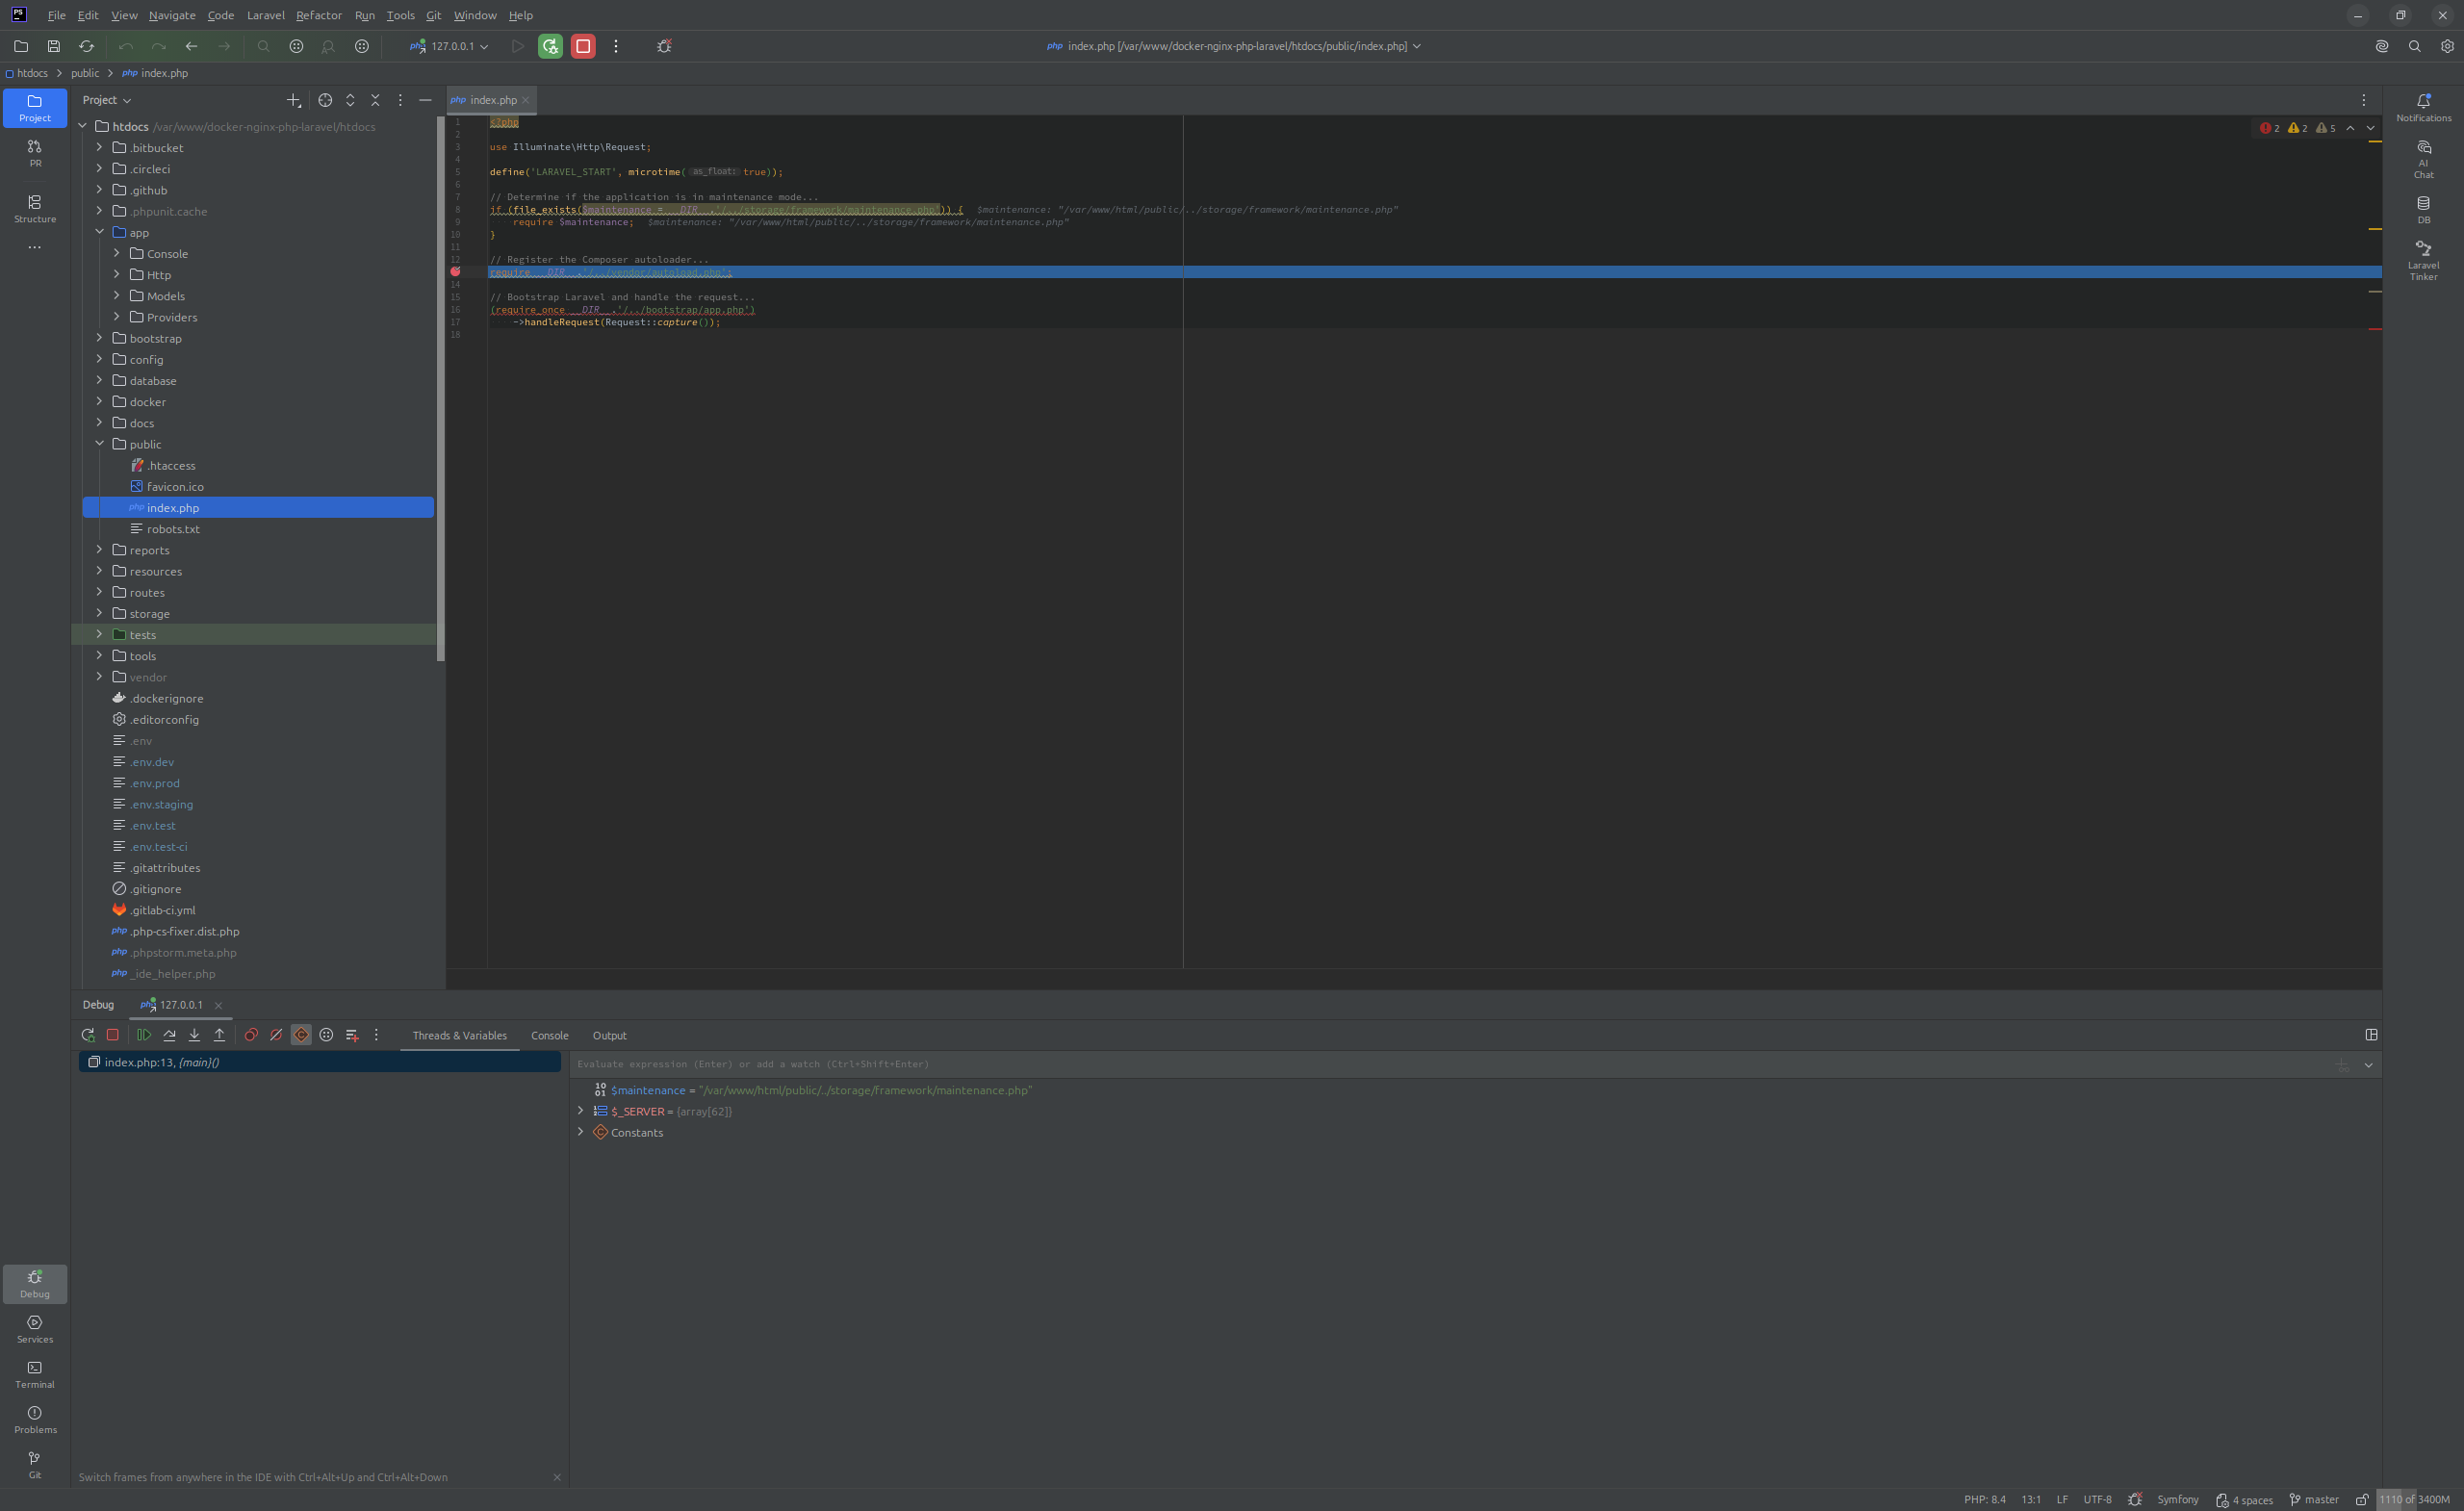 PS
File Edit View Navigate Code Laravel Refactor Run Tools Git Window Help
php 127.0.0.1
php index.php [/var/www/docker-nginx-php-laravel/htdocs/public/index.php]
htdocs > public > php index.php
Project
PR
Structure
Project
htdocs /var/www/docker-nginx-php-laravel/htdocs
.bitbucket
.circleci
.github
.phpunit.cache
app
Console
Http
Models
Providers
bootstrap
config
database
docker
docs
public
.htaccess
favicon.ico
php index.php
robots.txt
reports
resources
routes
storage
tests
tools
vendor
.dockerignore
.editorconfig
.env
.env.dev
.env.prod
.env.staging
.env.test
.env.test-ci
.gitattributes
.gitignore
.gitlab-ci.yml
php .php-cs-fixer.dist.php
php .phpstorm.meta.php
php _ide_helper.php
php index.php
2 2 5
1 <?php
2
3 use Illuminate\Http\Request;
4
5 define('LARAVEL_START', microtime( as_float: true));
6
7 // Determine if the application is in maintenance mode...
8 if (file_exists($maintenance = __DIR__.'/../storage/framework/maintenance.php')) { $maintenance: "/var/www/html/public/../storage/framework/maintenance.php"
9 require $maintenance; $maintenance: "/var/www/html/public/../storage/framework/maintenance.php"
10 }
11
12 // Register the Composer autoloader...
require __DIR__.'/../vendor/autoload.php';
14
15 // Bootstrap Laravel and handle the request...
16 (require_once __DIR__.'/../bootstrap/app.php')
17 ->handleRequest(Request::capture());
18
Notifications
AI
Chat
DB
Laravel
Tinker
Debug php 127.0.0.1
Threads & Variables Console Output
index.php:13, {main}()
Evaluate expression (Enter) or add a watch (Ctrl+Shift+Enter)
10
01 $maintenance = "/var/www/html/public/../storage/framework/maintenance.php"
$_SERVER = {array[62]}
Constants
Debug
Services
Terminal
Problems
Git
Switch frames from anywhere in the IDE with Ctrl+Alt+Up and Ctrl+Alt+Down
PHP: 8.4 13:1 LF UTF-8 Symfony 4 spaces master 1110 of 3400M